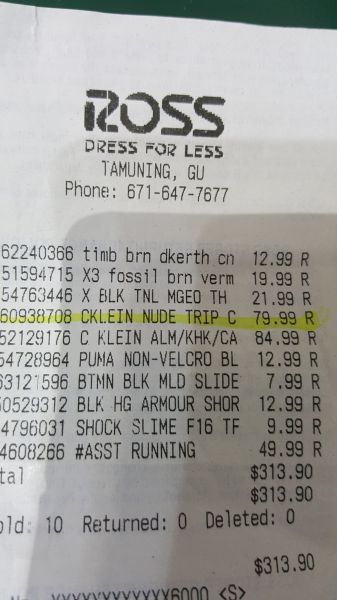 ROSS
DRESS FOR LESS
TAMUNING, GU
Phone: 671-647-7677
62240366 timb brn dkerth cn 12.99 R
51594715 X3 fossil brn verm 19.99 R
54763446 X BLK TNL MGEO TH 21.99 R
60938708 CKLEIN NUDE TRIP C 79.99 R
52129176 C KLEIN ALM/KHK/CA 84.99 R
54728964 PUMA NON-VELCRO BL 12.99 R
63121596 BTMN BLK MLD SLIDE 7.99 R
50529312 BLK HG ARMOUR SHOR 12.99 R
4796031 SHOCK SLIME F16 TF 9.99 R
4608266 #ASST RUNNING 49.99 R
tal $313.90
$313.90
old: 10 Returned: 0 Deleted: 0
$313.90
XXXXXXXXXXXX6000 <S>